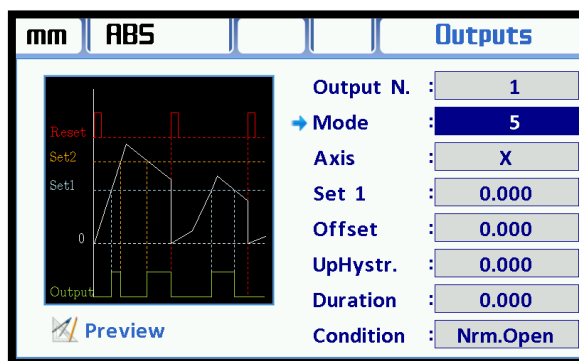 mm ABS Outputs
Output N. : 1
Mode : 5
Axis : X
Set 1 : 0.000
Offset : 0.000
UpHystr. : 0.000
Duration : 0.000
Condition : Nrm.Open
Reset
Set2
Set1
0
Output
Preview